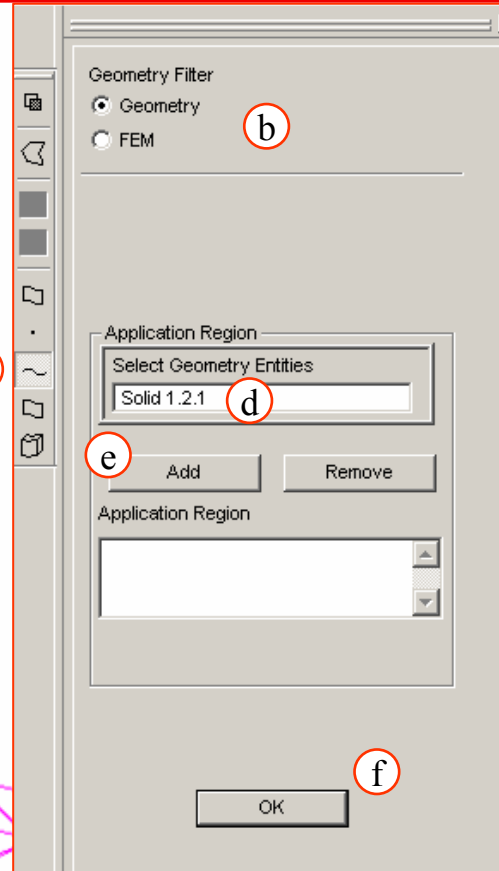 Geometry Filter
Geometry
b
FEM
Application Region
Select Geometry Entities
Solid 1.2.1
d
e
Add Remove
Application Region
f
OK